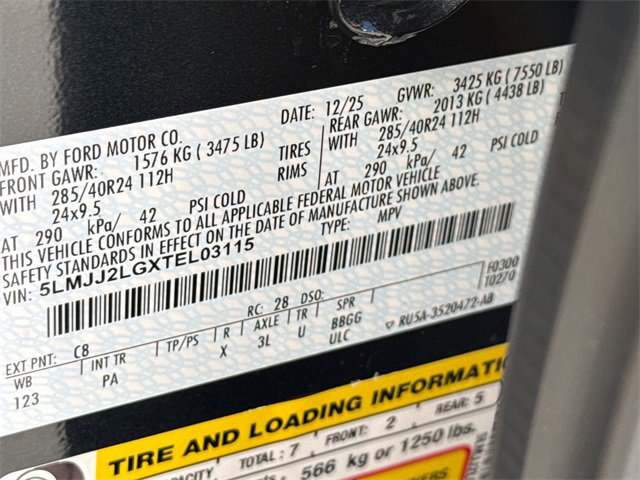 MFD. BY FORD MOTOR CO.
DATE: 12/25 GVWR: 3425 KG (7550 LB)
FRONT GAWR: 1576 KG (3475 LB)
REAR GAWR: 2013 KG (4438 LB)
WITH 285/40R24 112H TIRES WITH 285/40R24 112H
24x9.5 RIMS 24x9.5
AT 290 kPa/ 42 PSI COLD AT 290 kPa/ 42 PSI COLD
THIS VEHICLE CONFORMS TO ALL APPLICABLE FEDERAL MOTOR VEHICLE
SAFETY STANDARDS IN EFFECT ON THE DATE OF MANUFACTURE SHOWN ABOVE.
VIN: 5LMJJ2LGXTEL03115 TYPE: MPV
F0300
T0270
RC: 28 DSO:
EXT PNT: C8 INT TR TP/PS R AXLE TR SPR
WB PA X 3L U BBGG
123 ULC
RU5A-3520472-AB
TIRE AND LOADING INFORMATI
PACITY TOTAL: 7 FRONT: 2 REAR: 5
566 kg or 1250 lbs.